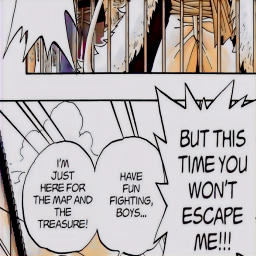 BUT THIS
TIME YOU
WON'T
ESCAPE
ME!!!
HAVE
FUN
FIGHTING,
BOYS...
I'M
JUST
HERE FOR
THE MAP AND
THE
TREASURE!